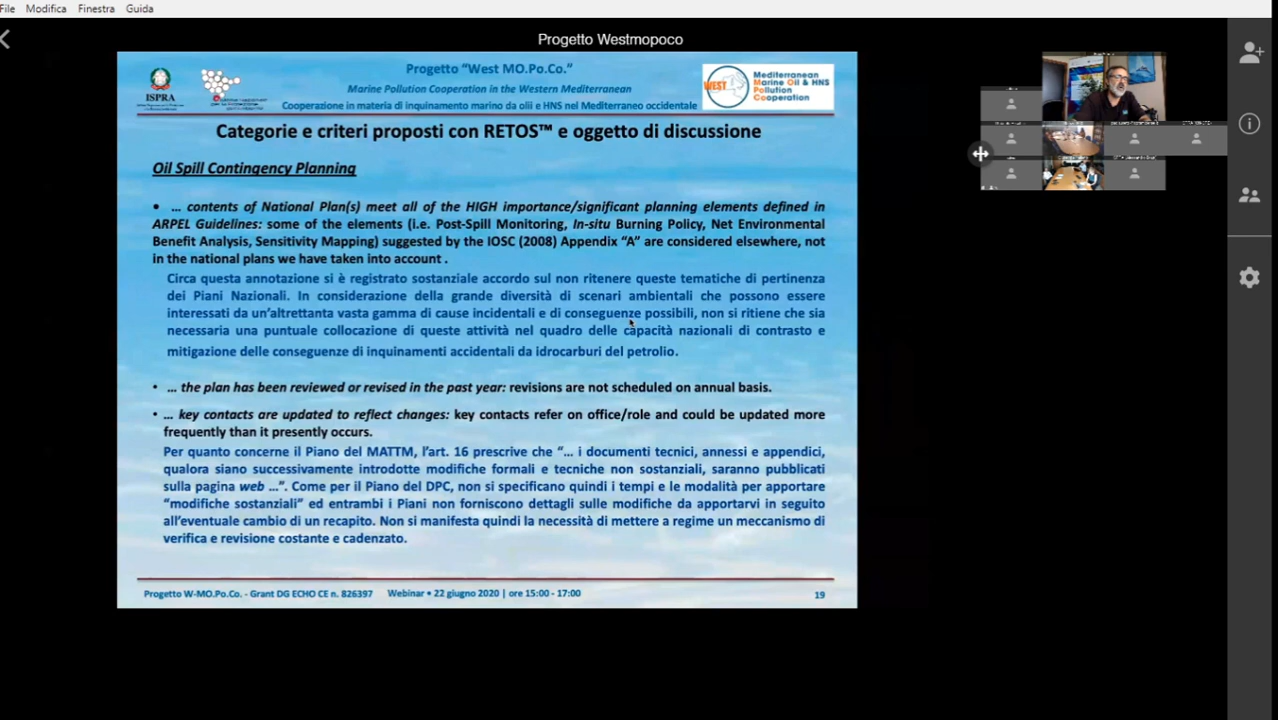 File Modifica Finestra Guida
Progetto Westmopoco
ISPRA
Progetto “West MO.Po.Co.”
Marine Pollution Cooperation in the Western Mediterranean
Cooperazione in materia di inquinamento marino da olii e HNS nel Mediterraneo occidentale
WEST
Mediterranean
Marine Oil & HNS
Pollution
Cooperation
Categorie e criteri proposti con RETOS™ e oggetto di discussione
Oil Spill Contingency Planning
• ... contents of National Plan(s) meet all of the HIGH importance/significant planning elements defined in
ARPEL Guidelines: some of the elements (i.e. Post-Spill Monitoring, In-situ Burning Policy, Net Environmental
Benefit Analysis, Sensitivity Mapping) suggested by the IOSC (2008) Appendix “A” are considered elsewhere, not
in the national plans we have taken into account .
Circa questa annotazione si è registrato sostanziale accordo sul non ritenere queste tematiche di pertinenza
dei Piani Nazionali. In considerazione della grande diversità di scenari ambientali che possono essere
interessati da un’altrettanta vasta gamma di cause incidentali e di conseguenze possibili, non si ritiene che sia
necessaria una puntuale collocazione di queste attività nel quadro delle capacità nazionali di contrasto e
mitigazione delle conseguenze di inquinamenti accidentali da idrocarburi del petrolio.
• ... the plan has been reviewed or revised in the past year: revisions are not scheduled on annual basis.
• ... key contacts are updated to reflect changes: key contacts refer on office/role and could be updated more
frequently than it presently occurs.
Per quanto concerne il Piano del MATTM, l’art. 16 prescrive che “... i documenti tecnici, annessi e appendici,
qualora siano successivamente introdotte modifiche formali e tecniche non sostanziali, saranno pubblicati
sulla pagina web ...”. Come per il Piano del DPC, non si specificano quindi i tempi e le modalità per apportare
“modifiche sostanziali” ed entrambi i Piani non forniscono dettagli sulle modifiche da apportarvi in seguito
all’eventuale cambio di un recapito. Non si manifesta quindi la necessità di mettere a regime un meccanismo di
verifica e revisione costante e cadenzato.
Progetto W-MO.Po.Co. - Grant DG ECHO CE n. 826397 Webinar • 22 giugno 2020 | ore 15:00 - 17:00 19